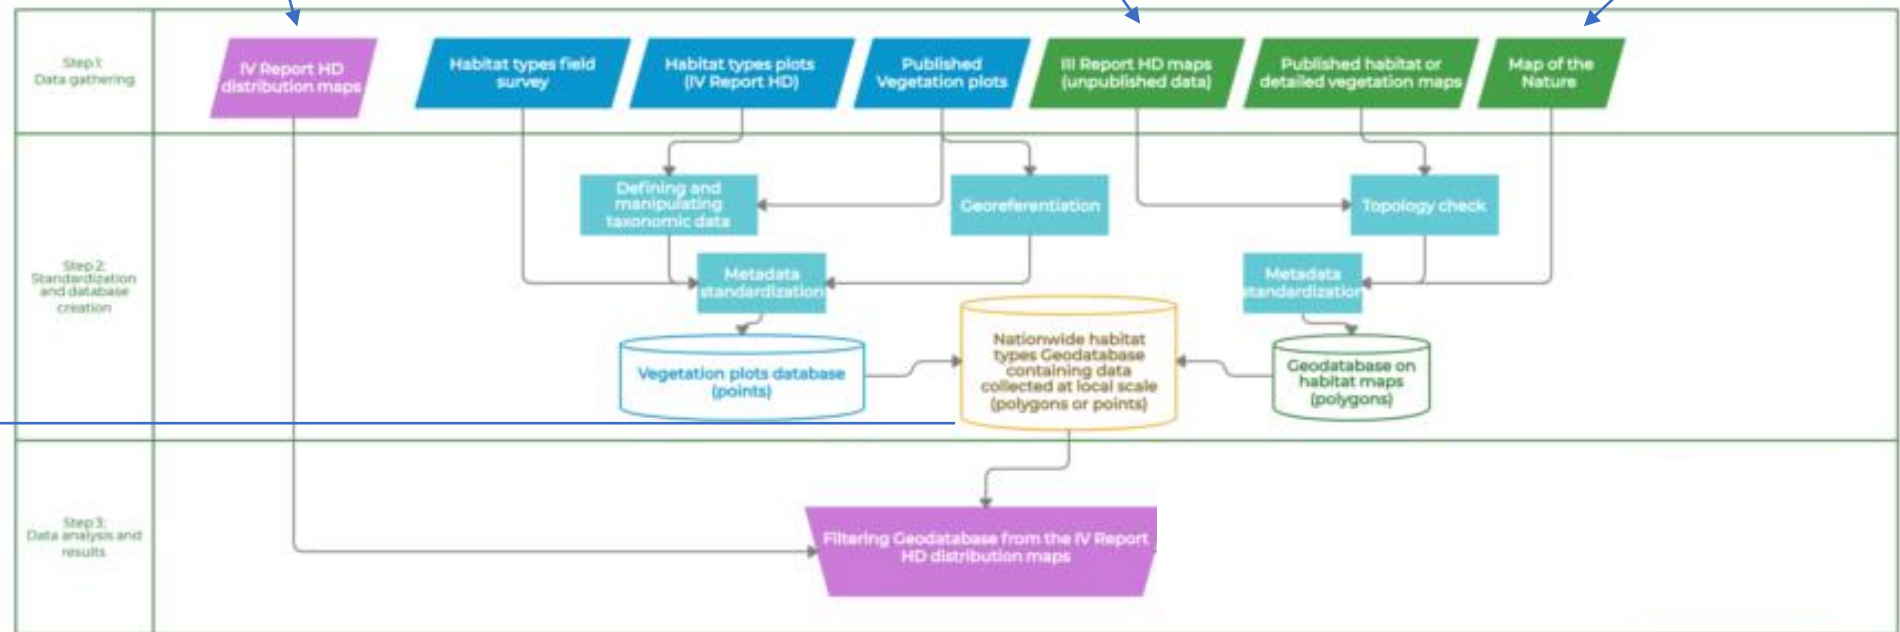 Step 1:
Data gathering
IV Report HD
distribution maps
Habitat types field
survey
Habitat types plots
(IV Report HD)
Published
Vegetation plots
III Report HD maps
(unpublished data)
Published habitat or
detailed vegetation maps
Map of the
Nature
Step 2:
Standardization
and database
creation
Defining and
manipulating
taxonomic data
Georeferentiation
Topology check
Metadata
standardization
Metadata
standardization
Vegetation plots database
(points)
Nationwide habitat
types Geodatabase
containing data
collected at local scale
(polygons or points)
Geodatabase on
habitat maps
(polygons)
Step 3:
Data analysis and
results
Filtering Geodatabase from the IV Report
HD distribution maps